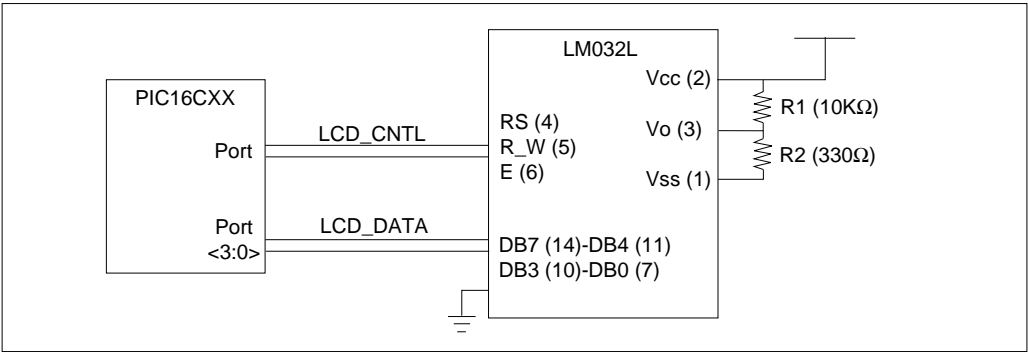 PIC16CXX
Port
Port
<3:0>
LCD_CNTL
LCD_DATA
LM032L
RS (4)
R_W (5)
E (6)
DB7 (14)-DB4 (11)
DB3 (10)-DB0 (7)
Vcc (2)
Vo (3)
Vss (1)
R1 (10KΩ)
R2 (330Ω)